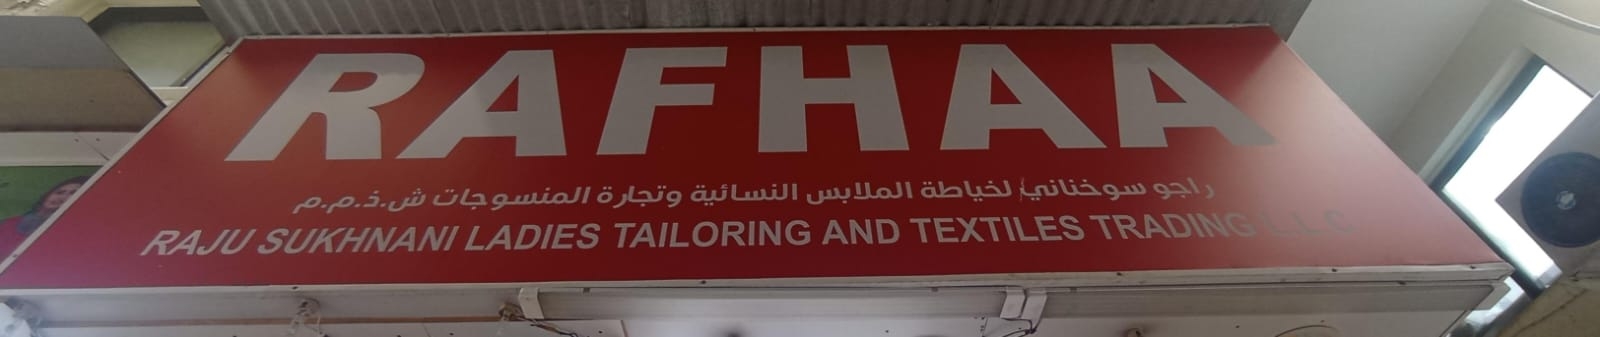 RAFHAA
راجو سوخناني لخياطة الملابس النسائية وتجارة المنسوجات ش.ذ.م.م
RAJU SUKHNANI LADIES TAILORING AND TEXTILES TRADING L.L.C